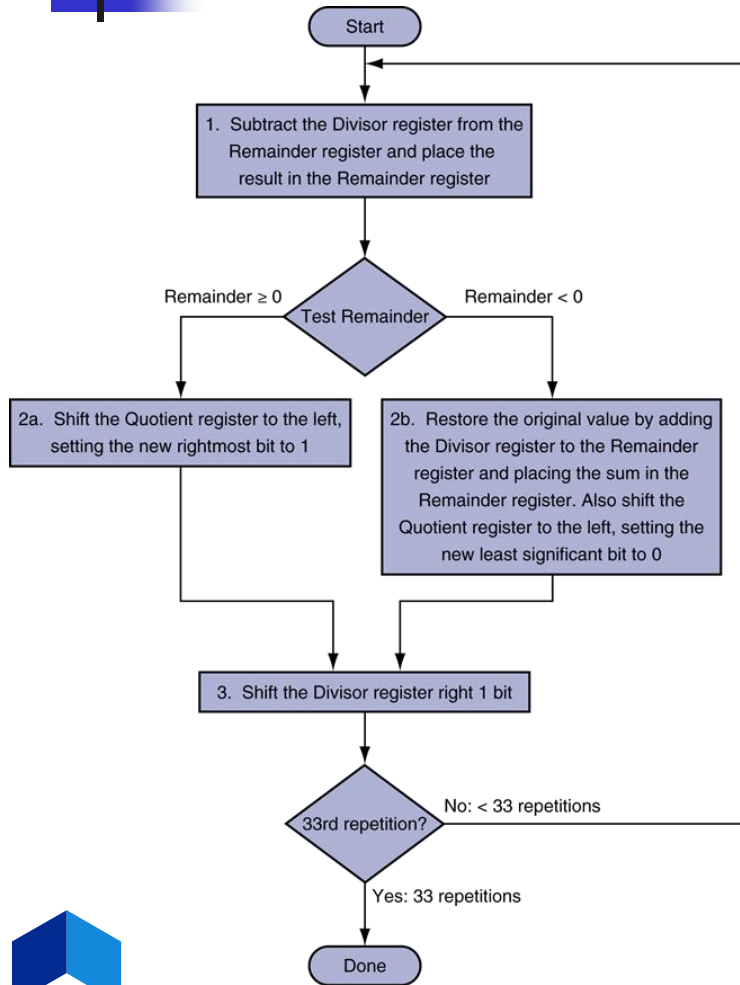 Start
1. Subtract the Divisor register from the
Remainder register and place the
result in the Remainder register
Remainder ≥ 0
Remainder < 0
Test Remainder
2a. Shift the Quotient register to the left,
setting the new rightmost bit to 1
2b. Restore the original value by adding
the Divisor register to the Remainder
register and placing the sum in the
Remainder register. Also shift the
Quotient register to the left, setting the
new least significant bit to 0
3. Shift the Divisor register right 1 bit
33rd repetition?
No: < 33 repetitions
Yes: 33 repetitions
Done